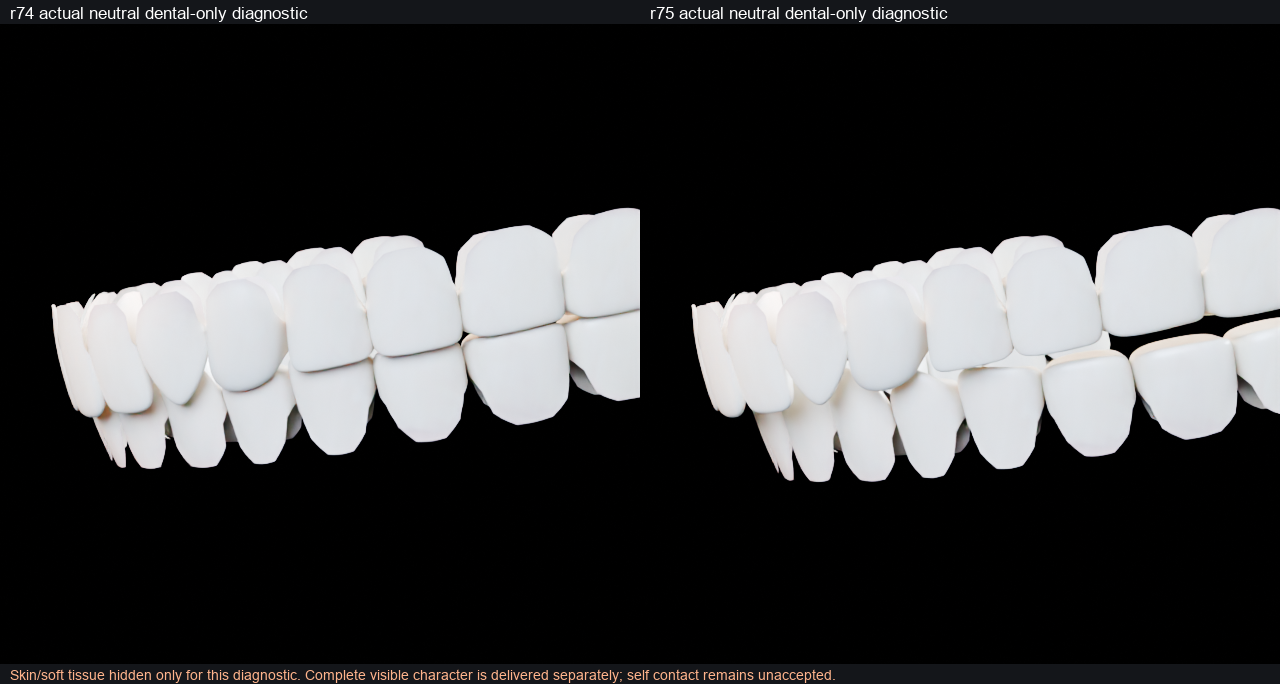 r74 actual neutral dental-only diagnostic
r75 actual neutral dental-only diagnostic
Skin/soft tissue hidden only for this diagnostic. Complete visible character is delivered separately; self contact remains unaccepted.